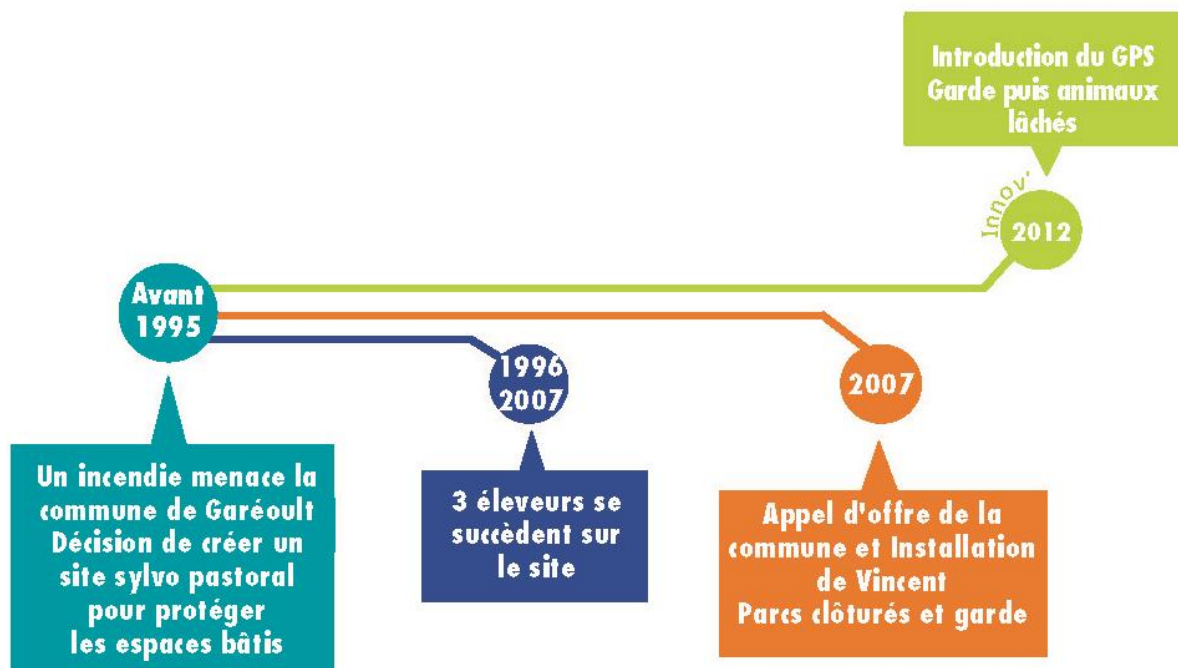 Introduction du GPS
Garde puis animaux
lâchés
Innov'
2012
Avant
1995
1996
2007
2007
Un incendie menace la
commune de Garéoult
Décision de créer un
site sylvo pastoral
pour protéger
les espaces bâtis
3 éleveurs se
succèdent sur
le site
Appel d'offre de la
commune et Installation
de Vincent
Parcs clôturés et garde